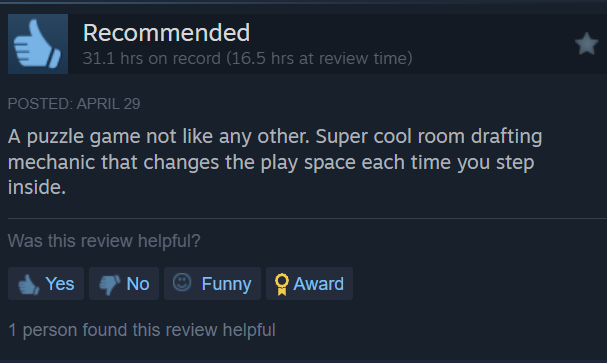 Recommended
31.1 hrs on record (16.5 hrs at review time)
POSTED: APRIL 29
A puzzle game not like any other. Super cool room drafting
mechanic that changes the play space each time you step
inside.
Was this review helpful?
Yes No Funny Award
1 person found this review helpful